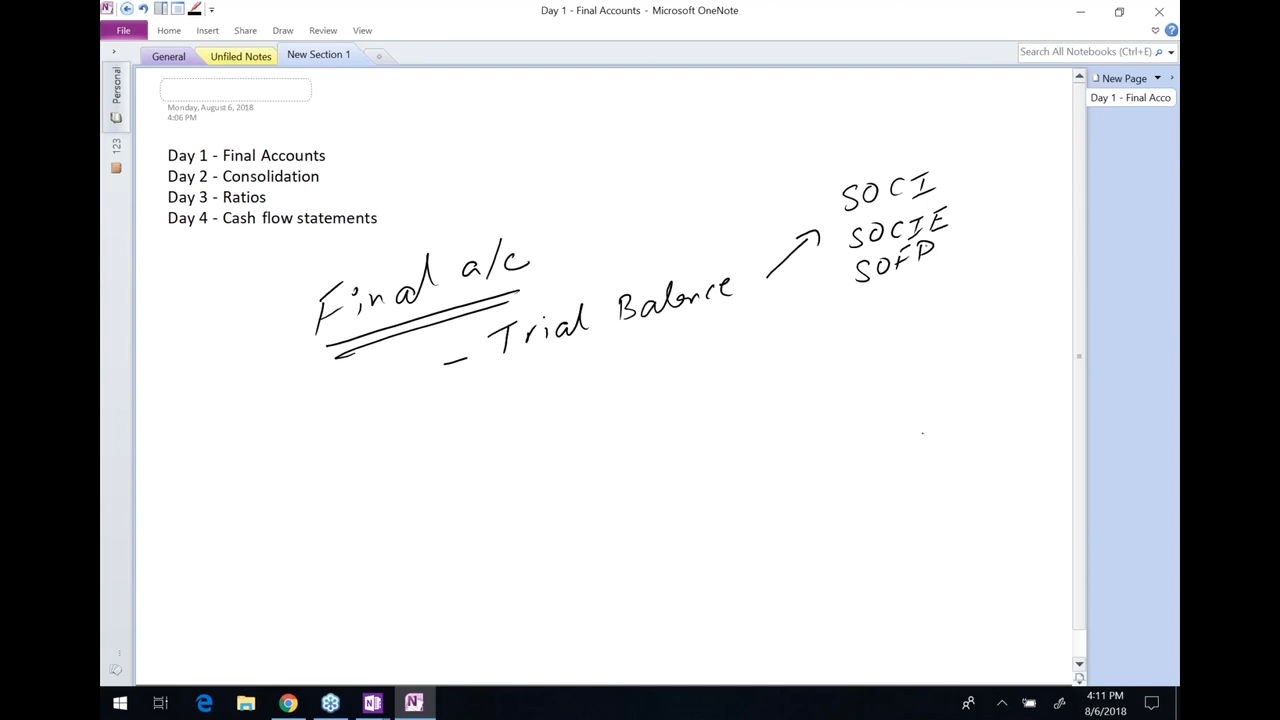 Day 1 - Final Accounts - Microsoft OneNote
File Home Insert Share Draw Review View
General Unfiled Notes New Section 1
Search All Notebooks (Ctrl+E)
Personal
123
New Page
Day 1 - Final Acco
Monday, August 6, 2018
4:06 PM
Day 1 - Final Accounts
Day 2 - Consolidation
Day 3 - Ratios
Day 4 - Cash flow statements
Final a/c
- Trial Balance
SOCI
SOCIE
SOFP
4:11 PM
8/6/2018